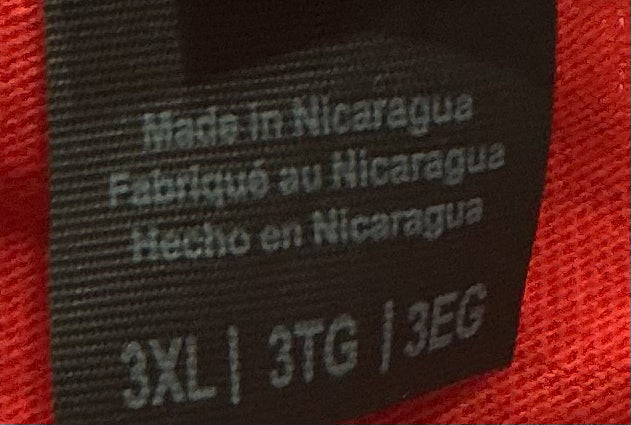 Made in Nicaragua
Fabriqué au Nicaragua
Hecho en Nicaragua
3XL | 3TG | 3EG